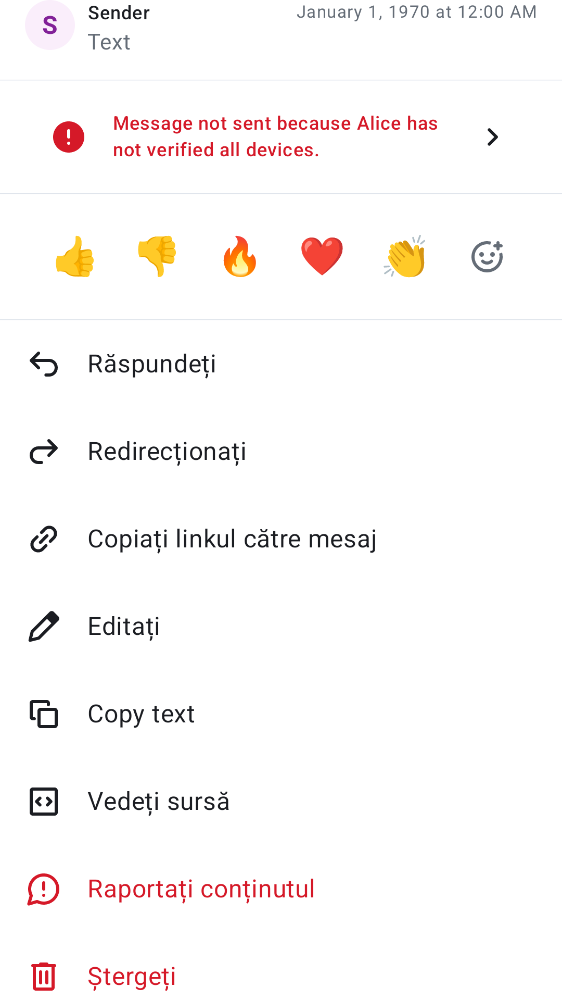 S
Sender
January 1, 1970 at 12:00 AM
Text
Message not sent because Alice has
not verified all devices.
Răspundeți
Redirecționați
Copiați linkul către mesaj
Editați
Copy text
Vedeți sursă
Raportați conținutul
Ștergeți